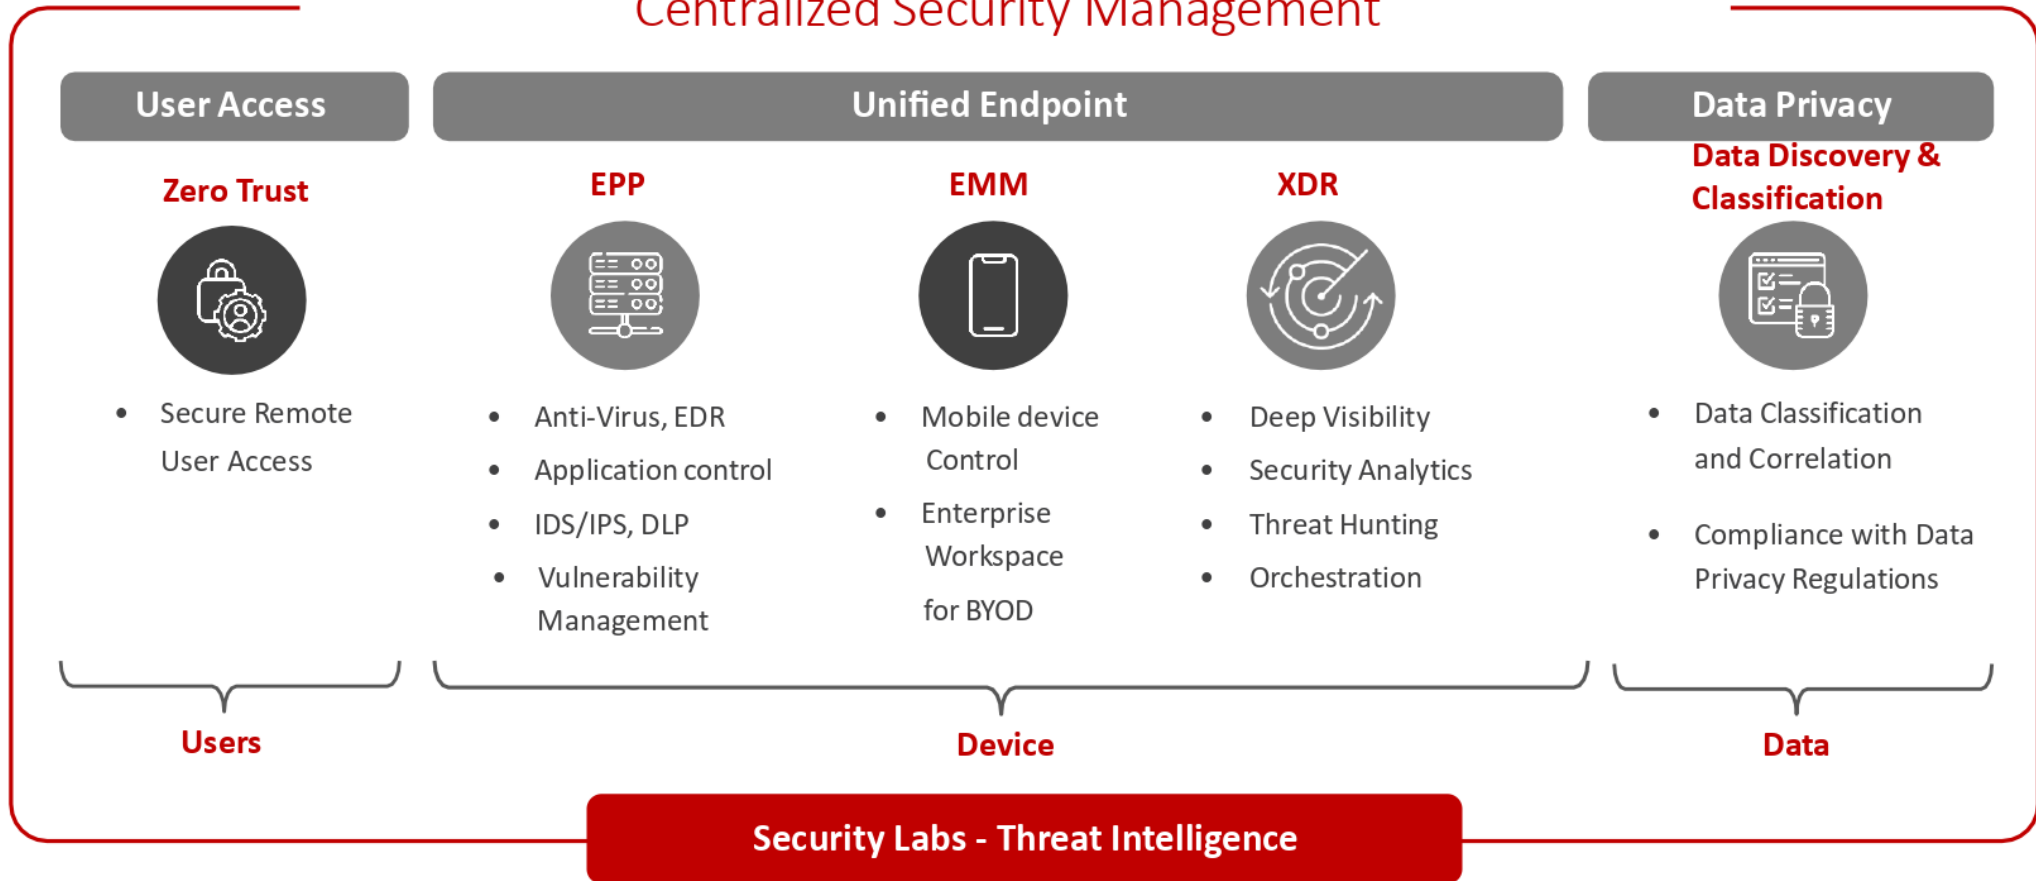 Centralized Security Management
User Access
Unified Endpoint
Data Privacy
Zero Trust
EPP
EMM
XDR
Data Discovery &
Classification
• Secure Remote
User Access
• Anti-Virus, EDR
• Application control
• IDS/IPS, DLP
• Vulnerability
Management
• Mobile device
Control
• Enterprise
Workspace
for BYOD
• Deep Visibility
• Security Analytics
• Threat Hunting
• Orchestration
• Data Classification
and Correlation
• Compliance with Data
Privacy Regulations
Users
Device
Data
Security Labs - Threat Intelligence